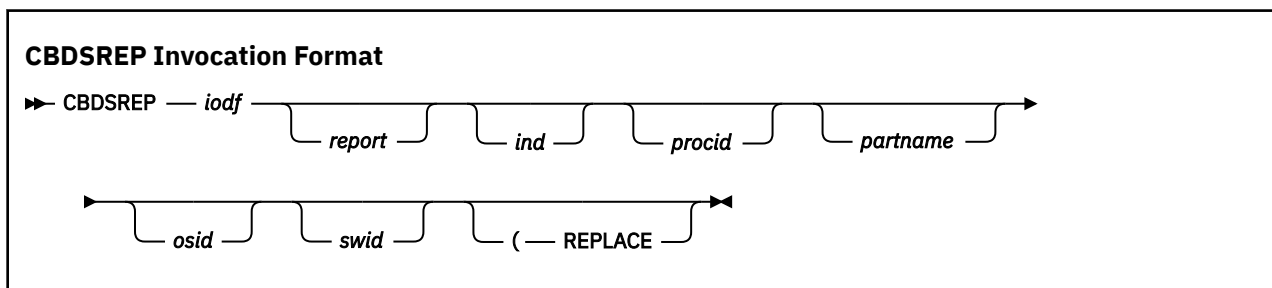 CBDSREP Invocation Format
CBDSREP iodf report ind procid partname
osid swid ( REPLACE